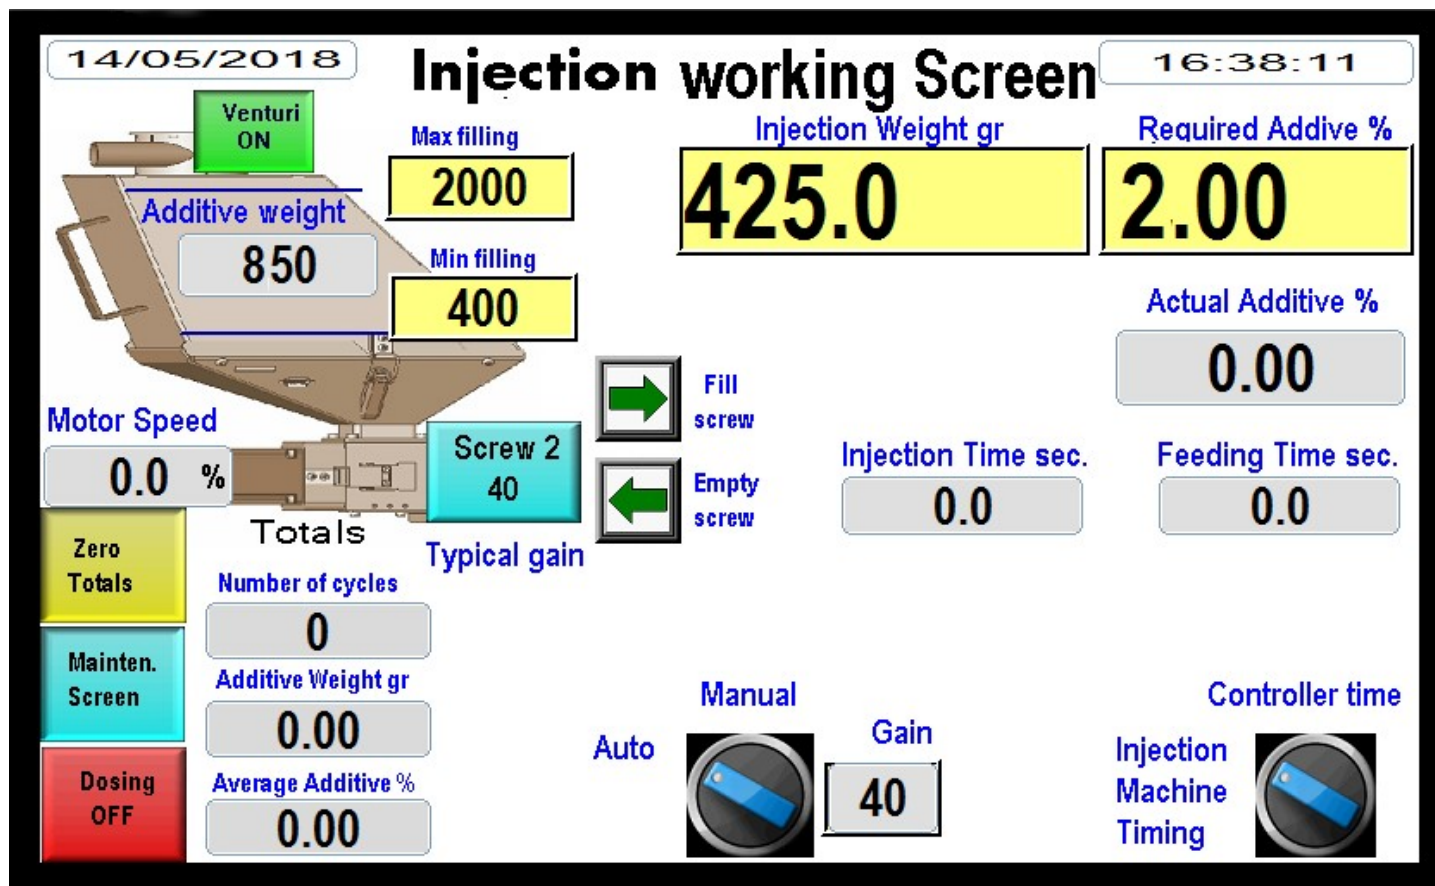 14/05/2018
Injection working Screen
16:38:11
Venturi
ON
Max filling
2000
Injection Weight gr
425.0
Required Addive %
2.00
Additive weight
850
Min filling
400
Actual Additive %
0.00
Motor Speed
0.0 %
Screw 2
40
Fill
screw
Empty
screw
Injection Time sec.
0.0
Feeding Time sec.
0.0
Typical gain
Zero
Totals
Totals
Number of cycles
0
Mainten.
Screen
Additive Weight gr
0.00
Dosing
OFF
Average Additive %
0.00
Manual
Auto
Gain
40
Controller time
Injection
Machine
Timing